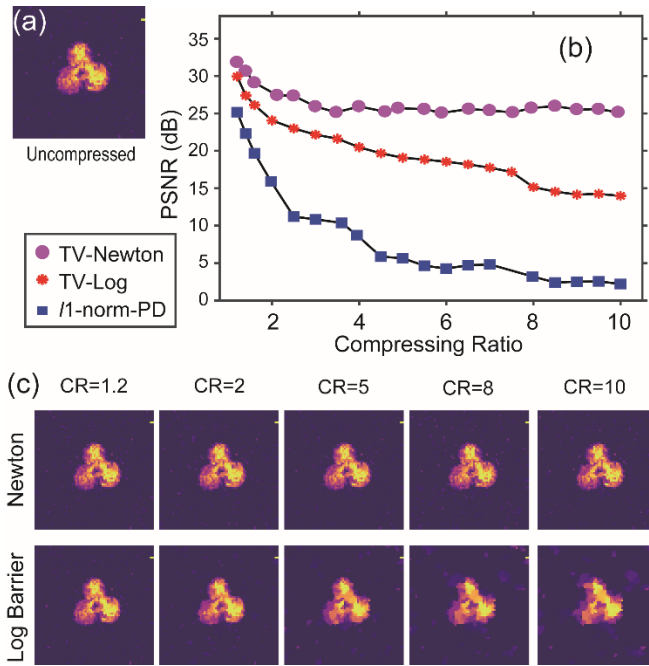 (a)
Uncompressed
TV-Newton
TV-Log
l1-norm-PD
(b)
PSNR (dB)
35
30
25
20
15
10
5
0
2
4
6
8
10
Compressing Ratio
(c)
CR=1.2 CR=2 CR=5 CR=8 CR=10
Newton
Log Barrier